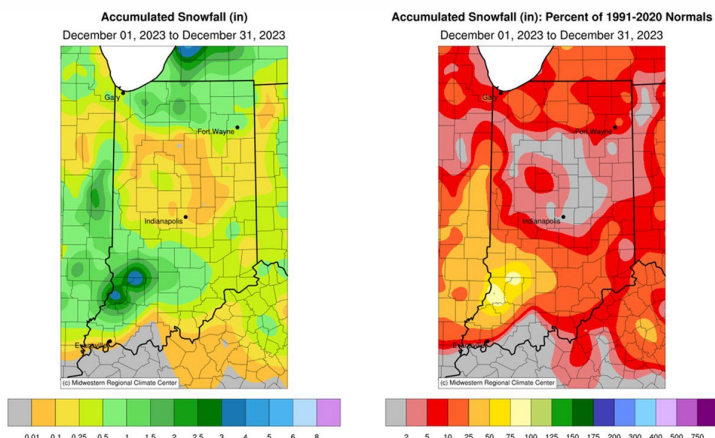 Accumulated Snowfall (in)
December 01, 2023 to December 31, 2023
Gary
Fort Wayne
Indianapolis
Evansville
(c) Midwestern Regional Climate Center
0.01 0.1 0.25 0.5 1 1.5 2 2.5 3 4 5 6 8
Accumulated Snowfall (in): Percent of 1991-2020 Normals
December 01, 2023 to December 31, 2023
Gary
Fort Wayne
Indianapolis
Evansville
(c) Midwestern Regional Climate Center
2 5 10 25 50 75 100 125 150 175 200 300 400 500 750